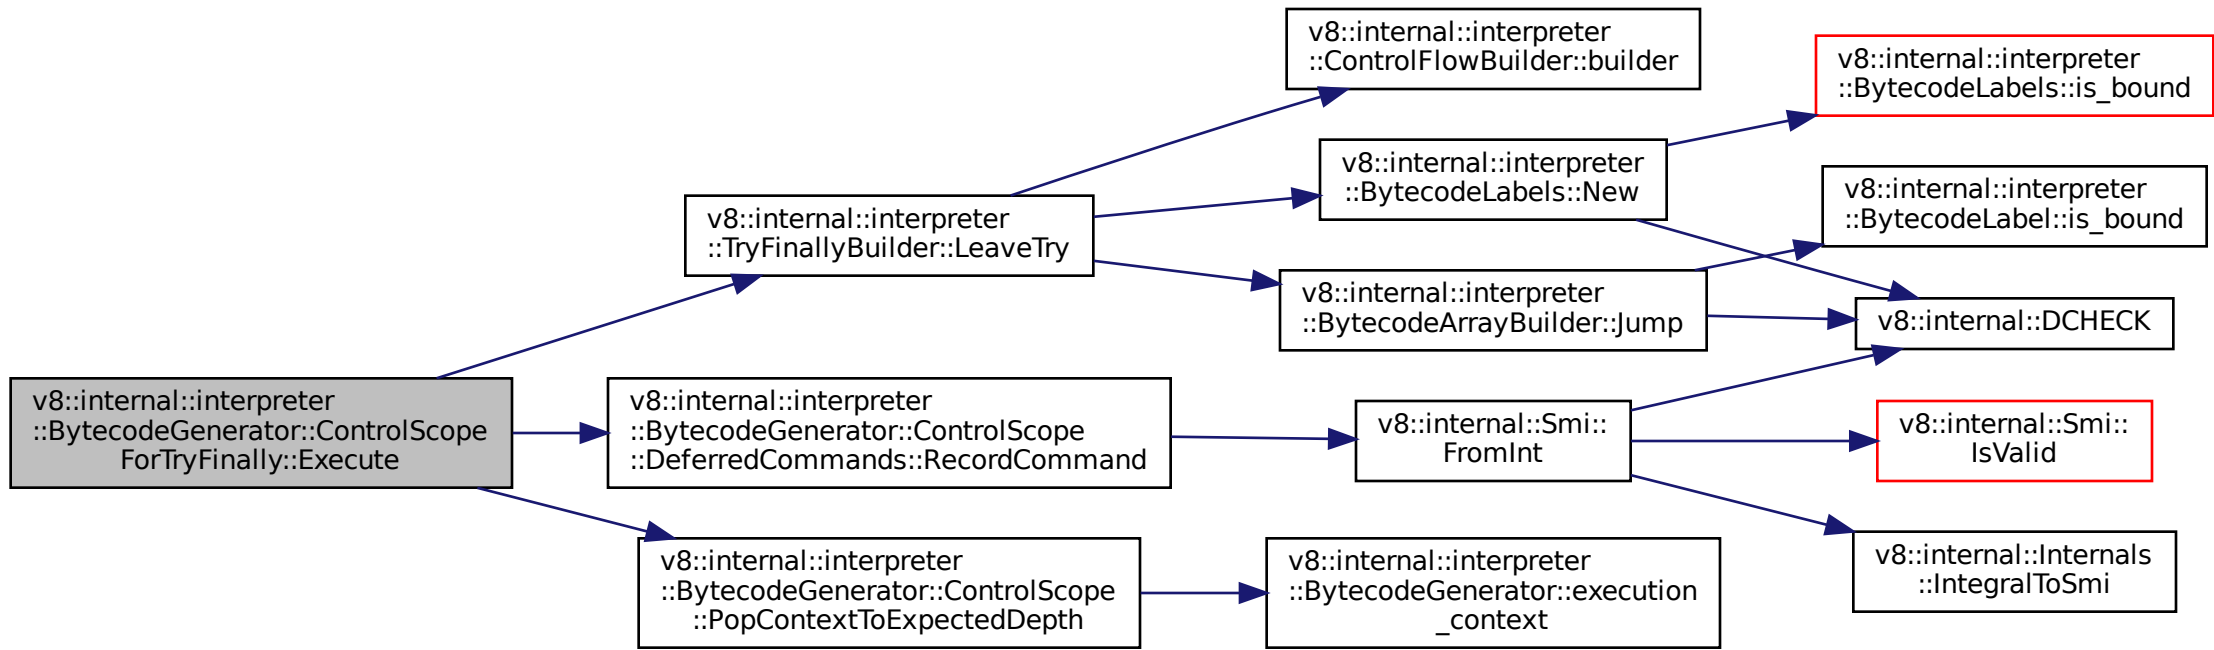 v8::internal::interpreter
::BytecodeGenerator::ControlScope
ForTryFinally::Execute
v8::internal::interpreter
::TryFinallyBuilder::LeaveTry
v8::internal::interpreter
::BytecodeGenerator::ControlScope
::DeferredCommands::RecordCommand
v8::internal::interpreter
::BytecodeGenerator::ControlScope
::PopContextToExpectedDepth
v8::internal::interpreter
::ControlFlowBuilder::builder
v8::internal::interpreter
::BytecodeLabels::New
v8::internal::interpreter
::BytecodeArrayBuilder::Jump
v8::internal::Smi::
FromInt
v8::internal::interpreter
::BytecodeGenerator::execution
_context
v8::internal::interpreter
::BytecodeLabels::is_bound
v8::internal::interpreter
::BytecodeLabel::is_bound
v8::internal::DCHECK
v8::internal::Smi::
IsValid
v8::internal::Internals
::IntegralToSmi